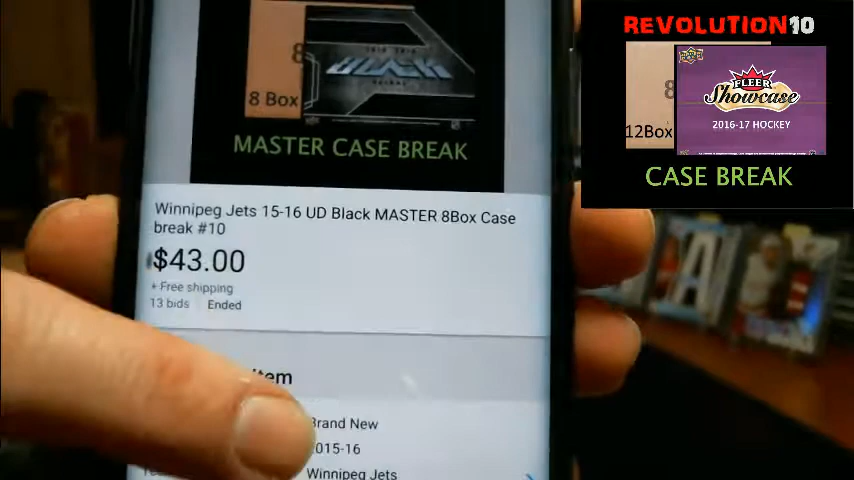 8
8 Box
BLACK
MASTER CASE BREAK
Winnipeg Jets 15-16 UD Black MASTER 8Box Case
break #10
$43.00
+ Free shipping
13 bids Ended
item
Brand New
2015-16
Winnipeg Jets
REVOLUTION10
8
12Box
FLEER
Showcase
2016-17 HOCKEY
CASE BREAK
A